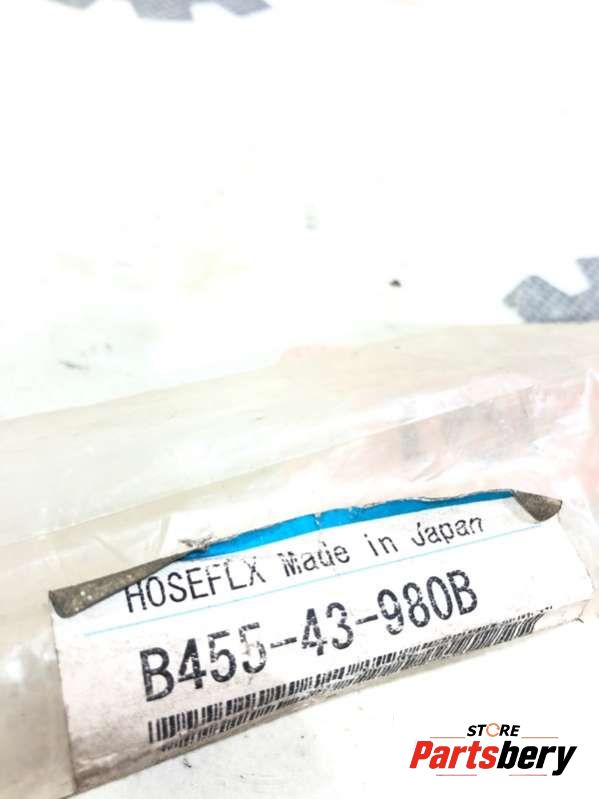 HOSEFLX Made in Japan
B455-43-980B
STORE
Partsbery